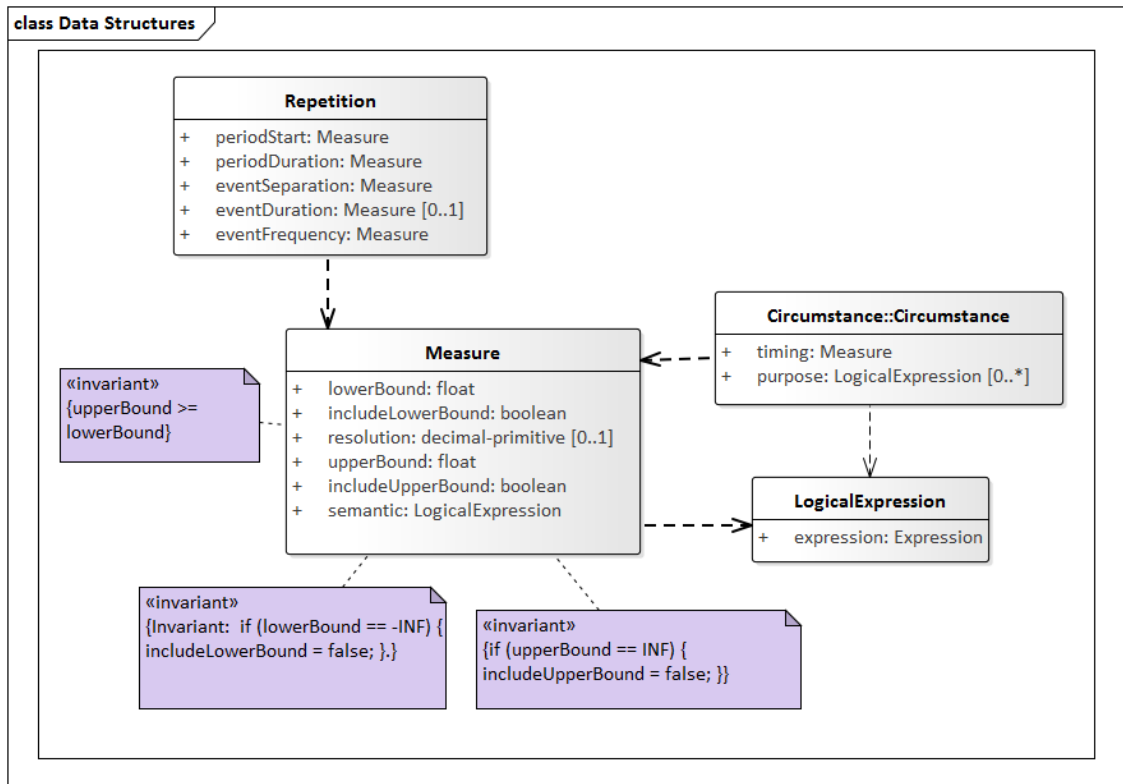 class Data Structures
Repetition
+ periodStart: Measure
+ periodDuration: Measure
+ eventSeparation: Measure
+ eventDuration: Measure [0..1]
+ eventFrequency: Measure
Circumstance::Circumstance
+ timing: Measure
+ purpose: LogicalExpression [0..*]
Measure
+ lowerBound: float
+ includeLowerBound: boolean
+ resolution: decimal-primitive [0..1]
+ upperBound: float
+ includeUpperBound: boolean
+ semantic: LogicalExpression
«invariant»
{upperBound >=
lowerBound}
LogicalExpression
+ expression: Expression
«invariant»
{Invariant:  if (lowerBound == -INF) {
includeLowerBound = false; }.}
«invariant»
{if (upperBound == INF) {
includeUpperBound = false; }}